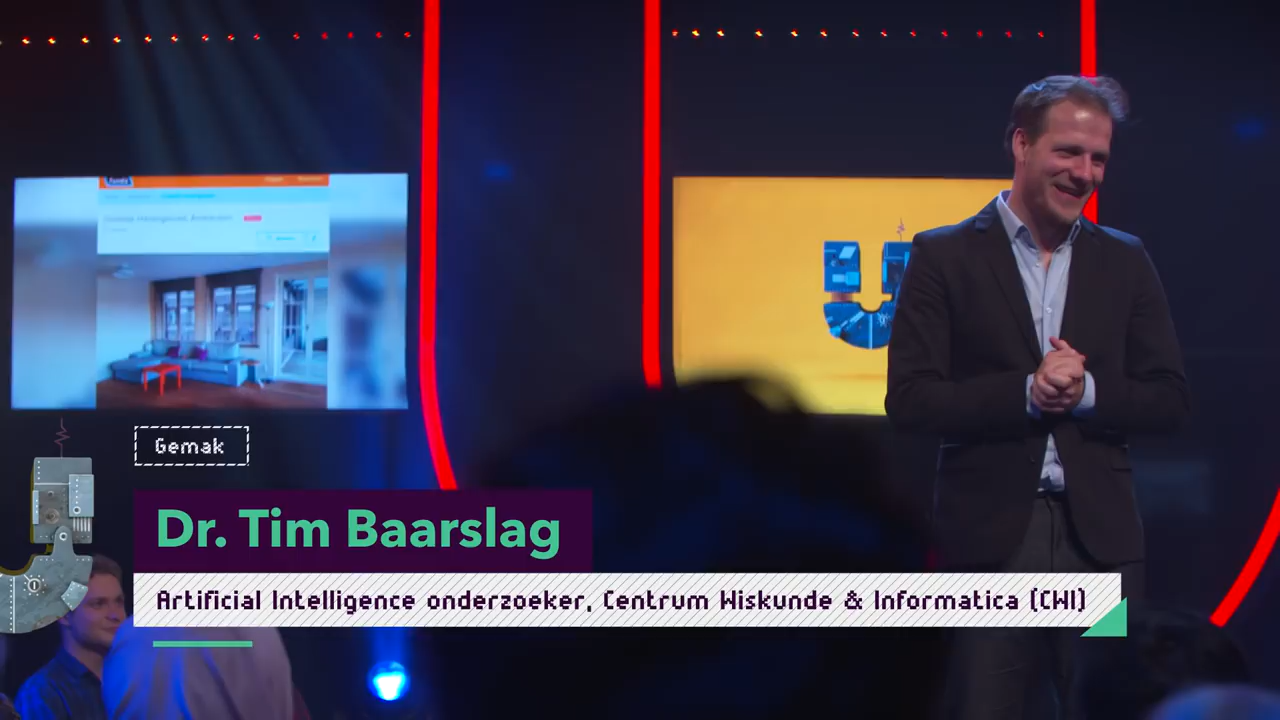 Gemak
Dr. Tim Baarslag
Artificial Intelligence onderzoeker, Centrum Wiskunde & Informatica (CWI)